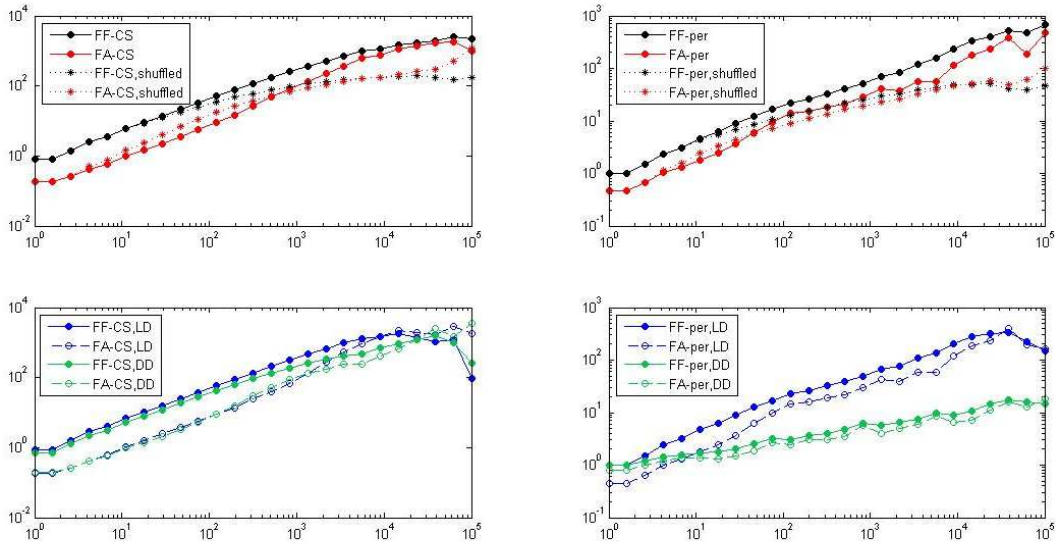 10^4
10^2
10^0
10^-2
FF-CS
FA-CS
FF-CS,shuffled
FA-CS,shuffled
10^0 10^1 10^2 10^3 10^4 10^5
10^3
10^2
10^1
10^0
10^-1
FF-per
FA-per
FF-per,shuffled
FA-per,shuffled
10^0 10^1 10^2 10^3 10^4 10^5
10^4
10^2
10^0
10^-2
FF-CS,LD
FA-CS,LD
FF-CS,DD
FA-CS,DD
10^0 10^1 10^2 10^3 10^4 10^5
10^3
10^2
10^1
10^0
10^-1
FF-per,LD
FA-per,LD
FF-per,DD
FA-per,DD
10^0 10^1 10^2 10^3 10^4 10^5